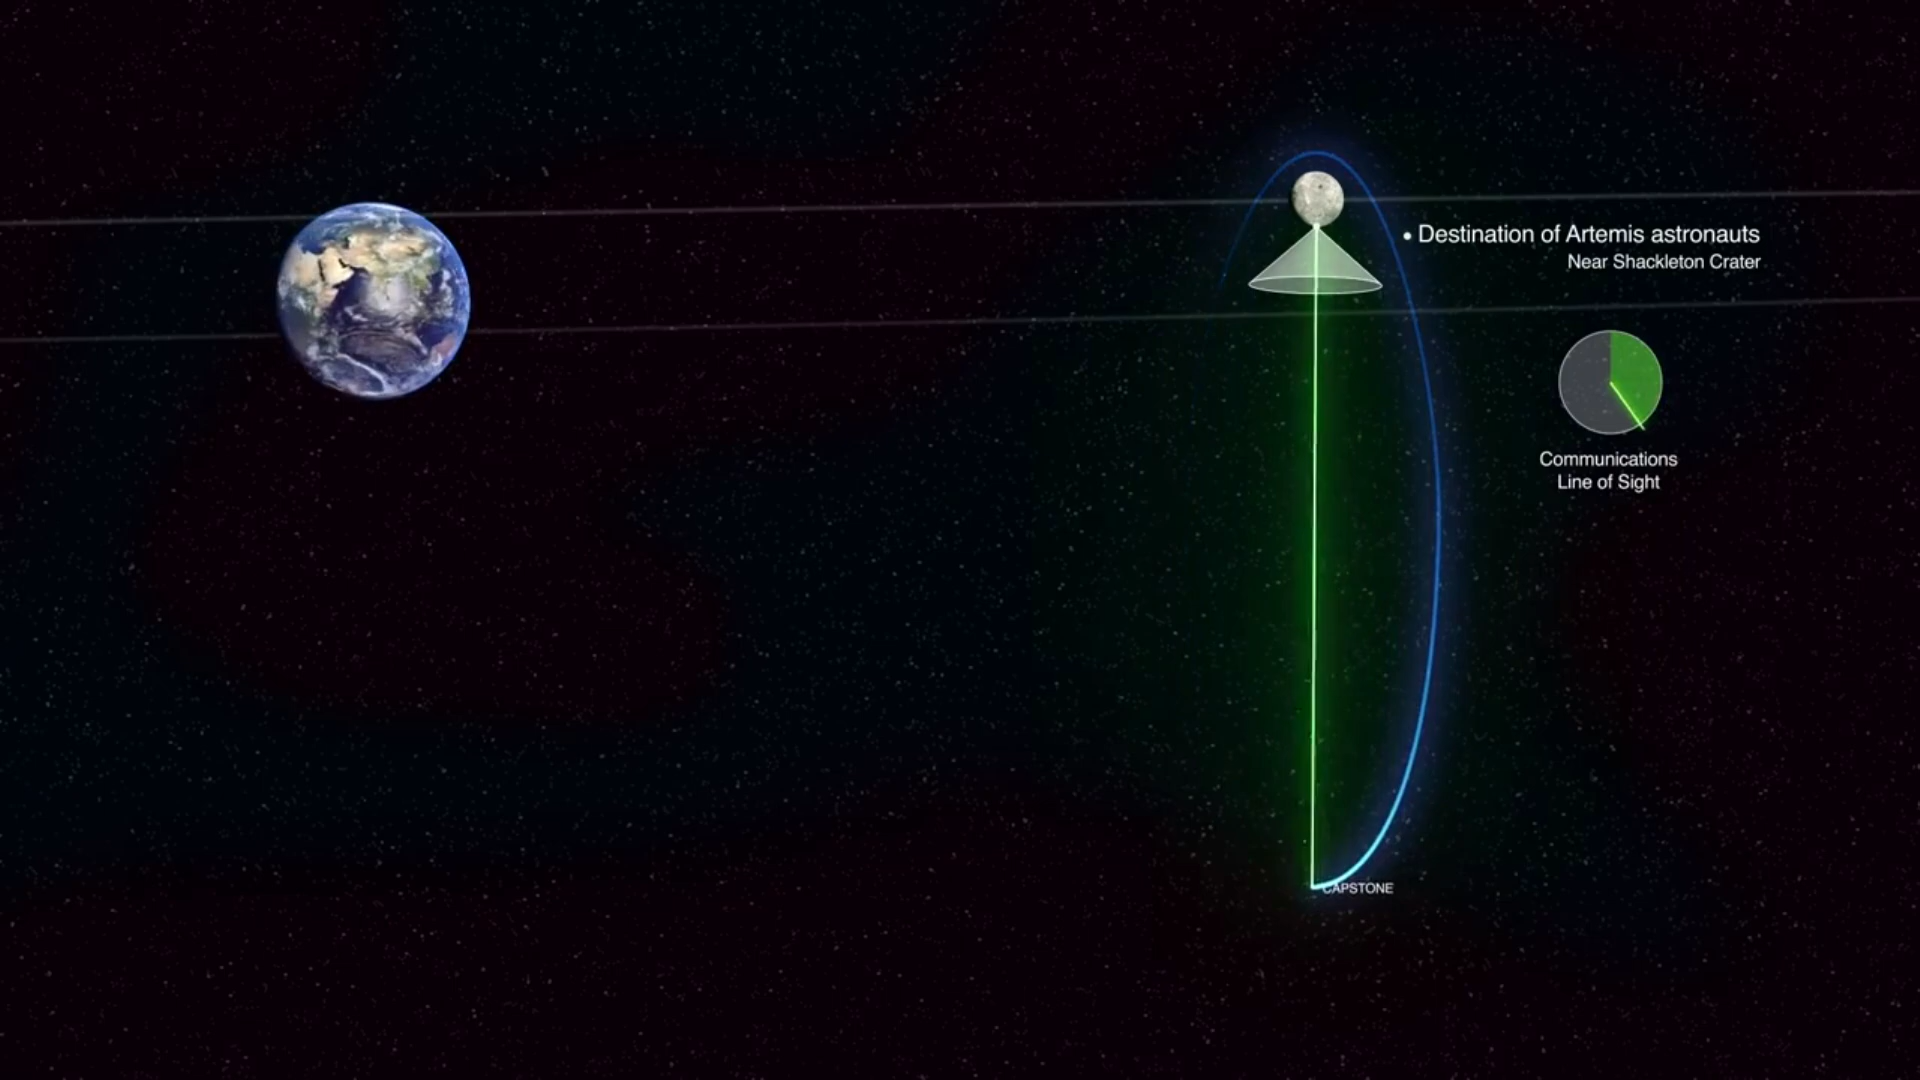 • Destination of Artemis astronauts
Near Shackleton Crater
Communications
Line of Sight
CAPSTONE